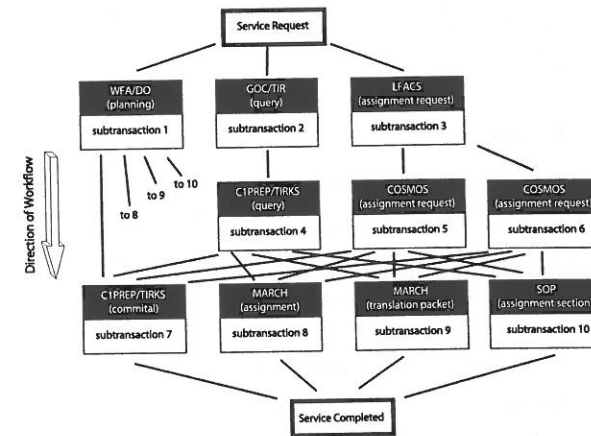 Service Request
WFA/DO
(planning)
subtransaction 1
GOC/TIR
(query)
subtransaction 2
LFACS
(assignment request)
subtransaction 3
to 10
to 9
to 8
Direction of Workflow
C1PREP/TIRKS
(query)
subtransaction 4
COSMOS
(assignment request)
subtransaction 5
COSMOS
(assignment request)
subtransaction 6
C1PREP/TIRKS
(commital)
subtransaction 7
MARCH
(assignment)
subtransaction 8
MARCH
(translation packet)
subtransaction 9
SOP
(assignment section)
subtransaction 10
Service Completed